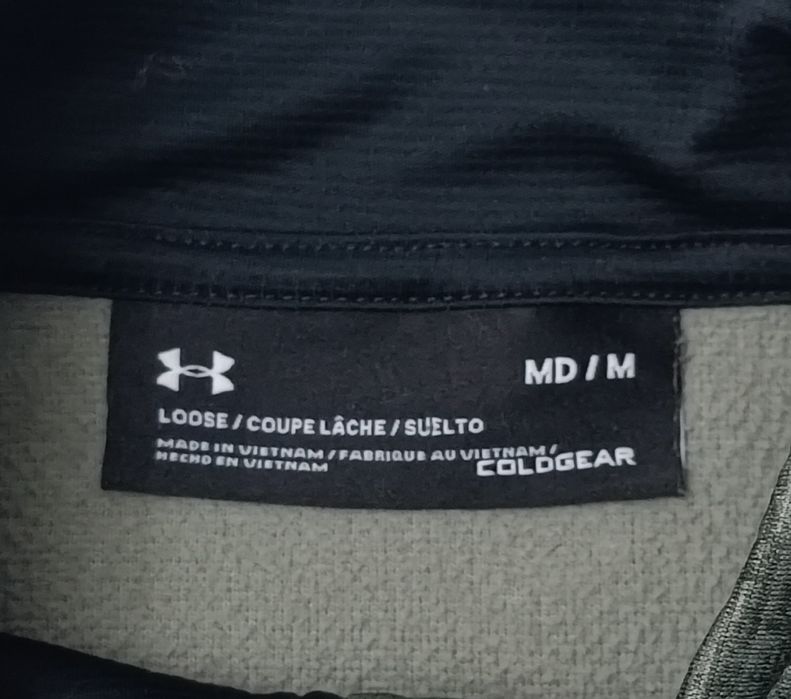 MD / M
LOOSE / COUPE LÂCHE / SUELTO
MADE IN VIETNAM / FABRIQUE AU VIETNAM /
HECHO EN VIETNAM
COLDGEAR